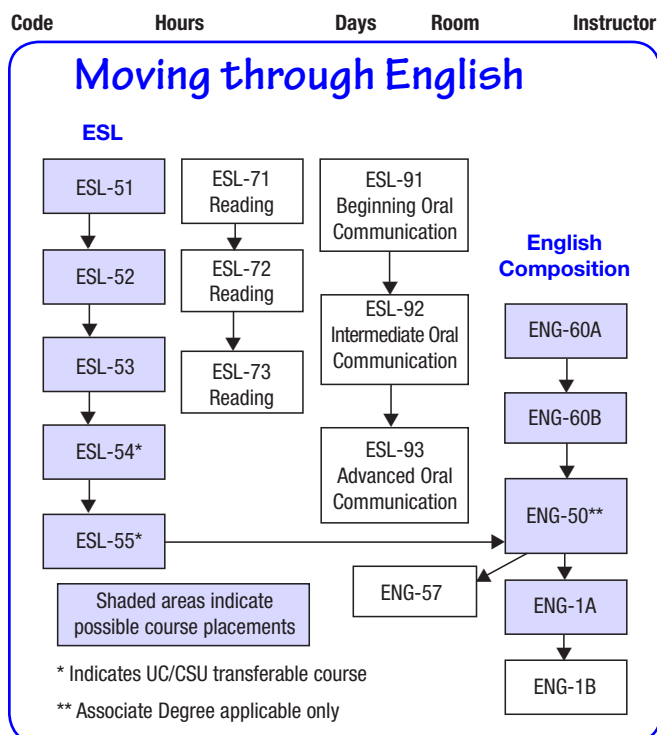 Code Hours Days Room Instructor
Moving through English
ESL
ESL-51
ESL-52
ESL-53
ESL-54*
ESL-55*
ESL-71
Reading
ESL-72
Reading
ESL-73
Reading
ESL-91
Beginning Oral
Communication
ESL-92
Intermediate Oral
Communication
ESL-93
Advanced Oral
Communication
English
Composition
ENG-60A
ENG-60B
ENG-50**
ENG-57
ENG-1A
ENG-1B
Shaded areas indicate
possible course placements
* Indicates UC/CSU transferable course
** Associate Degree applicable only